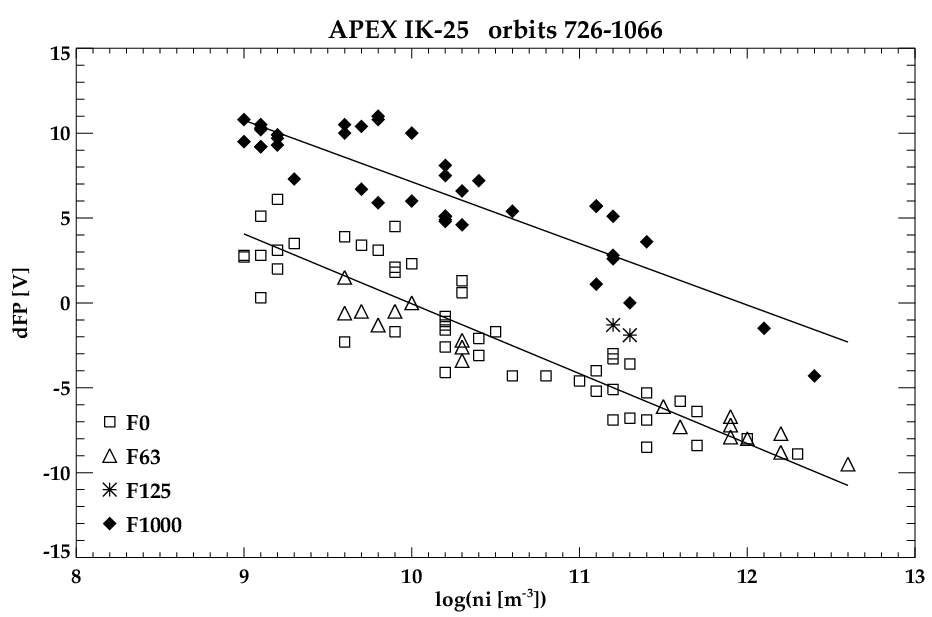 APEX IK-25 orbits 726-1066
15
10
5
0
-5
-10
-15
dFP [V]
F0
F63
F125
F1000
8 9 10 11 12 13
log(ni [m⁻³])